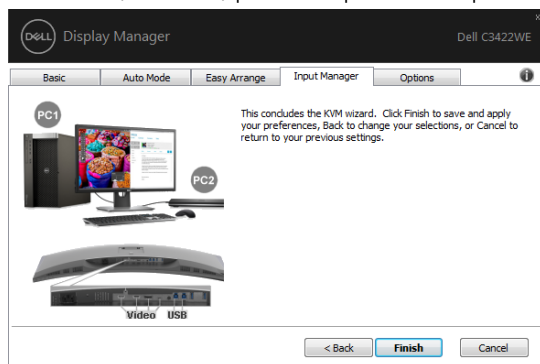 DELL Display Manager
Dell C3422WE
x
Basic Auto Mode Easy Arrange Input Manager Options
PC1
This concludes the KVM wizard. Click Finish to save and apply
your preferences, Back to change your selections, or Cancel to
return to your previous settings.
PC2
Video USB
< Back Finish Cancel